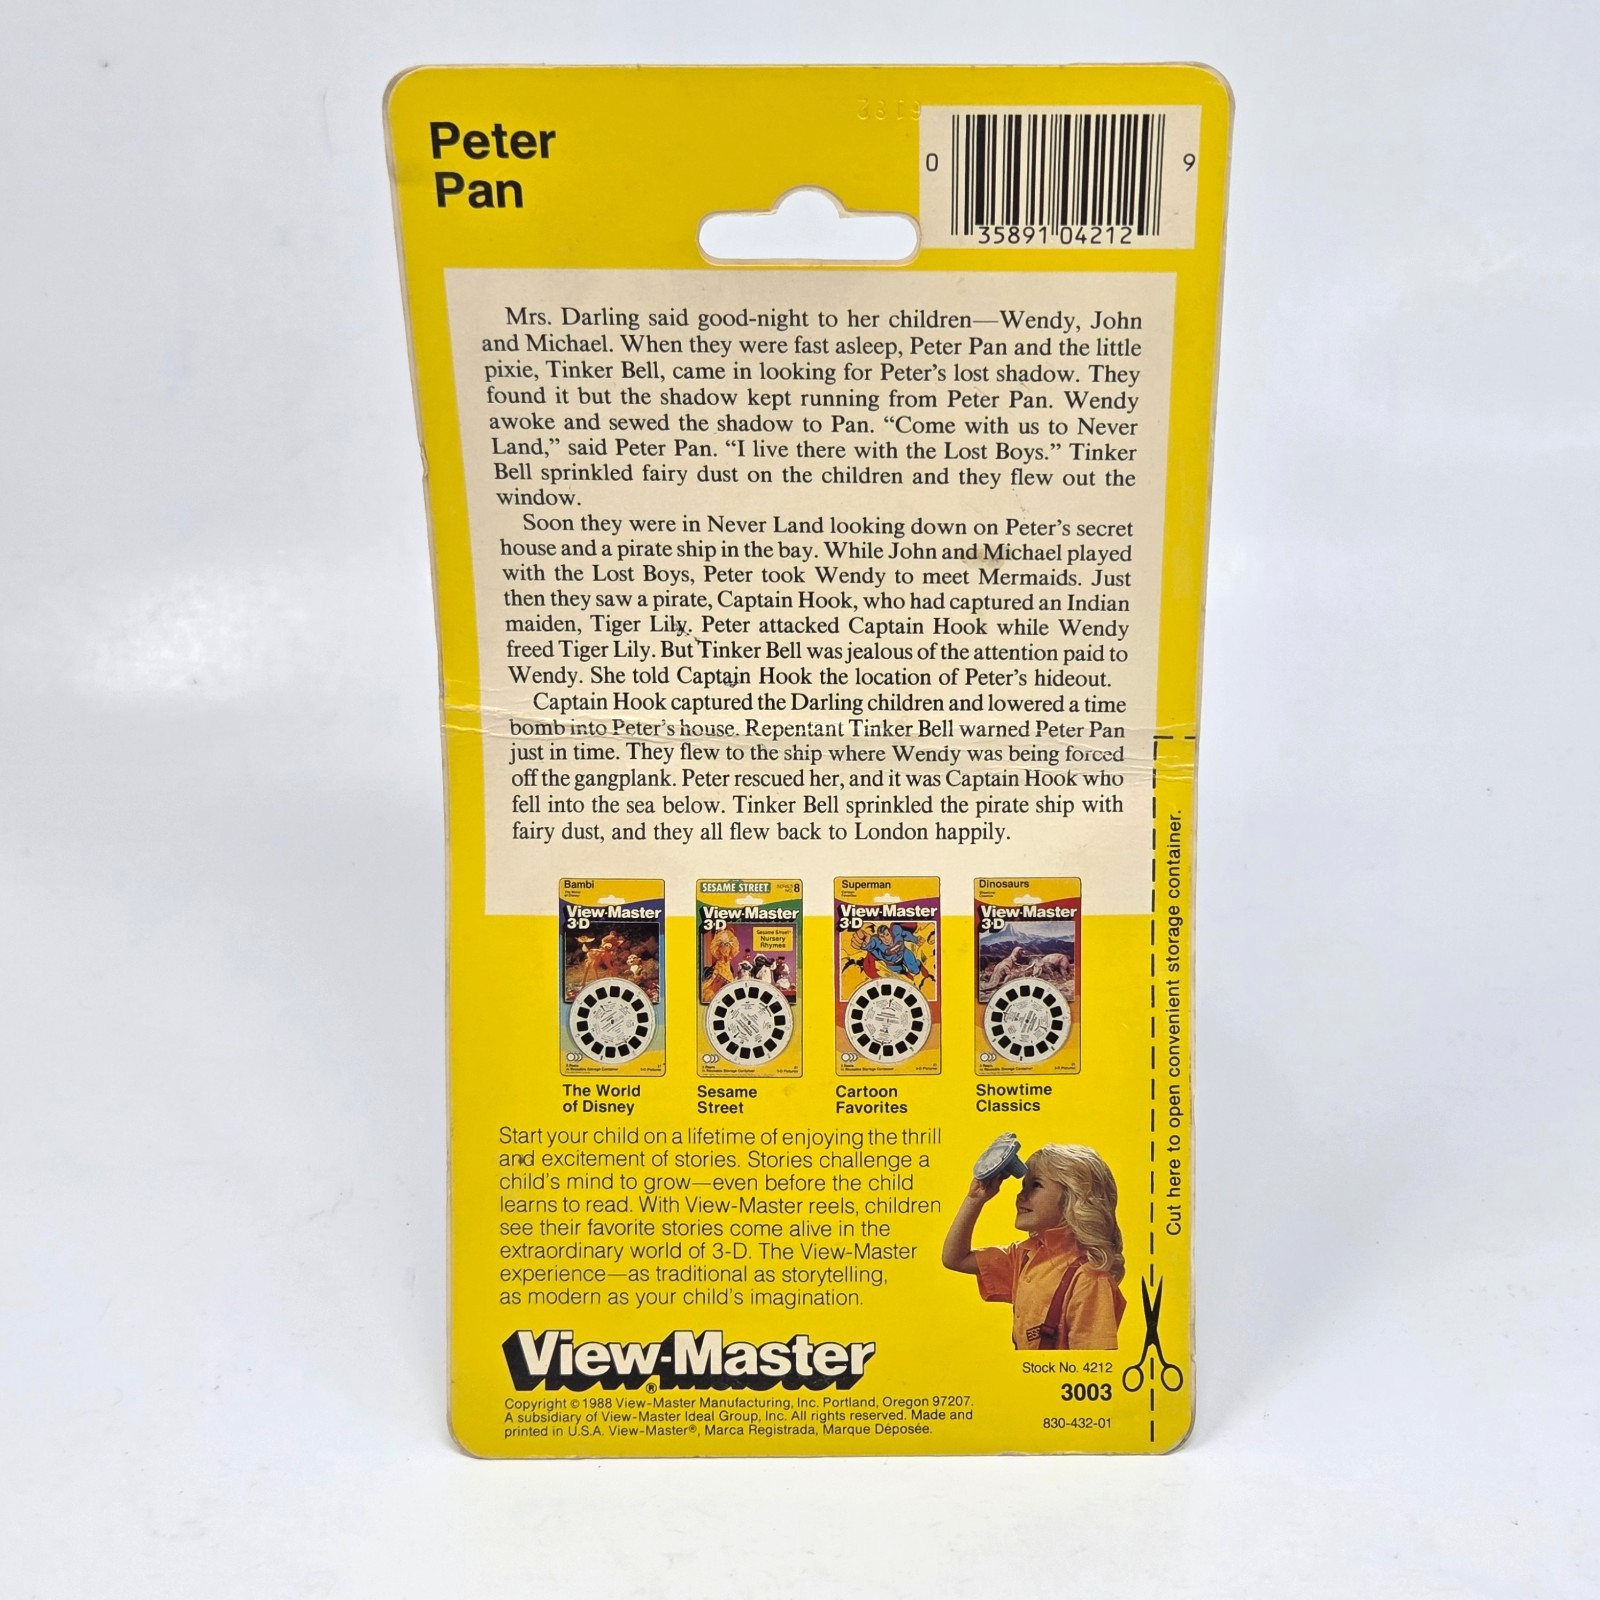 Peter
Pan
0
9
35891 04212
Mrs. Darling said good-night to her children—Wendy, John
and Michael. When they were fast asleep, Peter Pan and the little
pixie, Tinker Bell, came in looking for Peter's lost shadow. They
found it but the shadow kept running from Peter Pan. Wendy
awoke and sewed the shadow to Pan. “Come with us to Never
Land,” said Peter Pan. “I live there with the Lost Boys.” Tinker
Bell sprinkled fairy dust on the children and they flew out the
window.
Soon they were in Never Land looking down on Peter's secret
house and a pirate ship in the bay. While John and Michael played
with the Lost Boys, Peter took Wendy to meet Mermaids. Just
then they saw a pirate, Captain Hook, who had captured an Indian
maiden, Tiger Lily. Peter attacked Captain Hook while Wendy
freed Tiger Lily. But Tinker Bell was jealous of the attention paid to
Wendy. She told Captain Hook the location of Peter's hideout.
Captain Hook captured the Darling children and lowered a time
bomb into Peter's house. Repentant Tinker Bell warned Peter Pan
just in time. They flew to the ship where Wendy was being forced
off the gangplank. Peter rescued her, and it was Captain Hook who
fell into the sea below. Tinker Bell sprinkled the pirate ship with
fairy dust, and they all flew back to London happily.
Bambi
View-Master
3-D
SESAME STREET 8
View-Master
3-D
Sesame Street
Nursery
Rhymes
Superman
View-Master
3-D
Dinosaurs
View-Master
3-D
The World
of Disney
Sesame
Street
Cartoon
Favorites
Showtime
Classics
Start your child on a lifetime of enjoying the thrill
and excitement of stories. Stories challenge a
child's mind to grow—even before the child
learns to read. With View-Master reels, children
see their favorite stories come alive in the
extraordinary world of 3-D. The View-Master
experience—as traditional as storytelling,
as modern as your child's imagination.
View-Master®
Copyright © 1988 View-Master Manufacturing, Inc. Portland, Oregon 97207.
A subsidiary of View-Master Ideal Group, Inc. All rights reserved. Made and
printed in U.S.A. View-Master®, Marca Registrada, Marque Déposée.
Stock No. 4212
3003
830-432-01
Cut here to open convenient storage container.